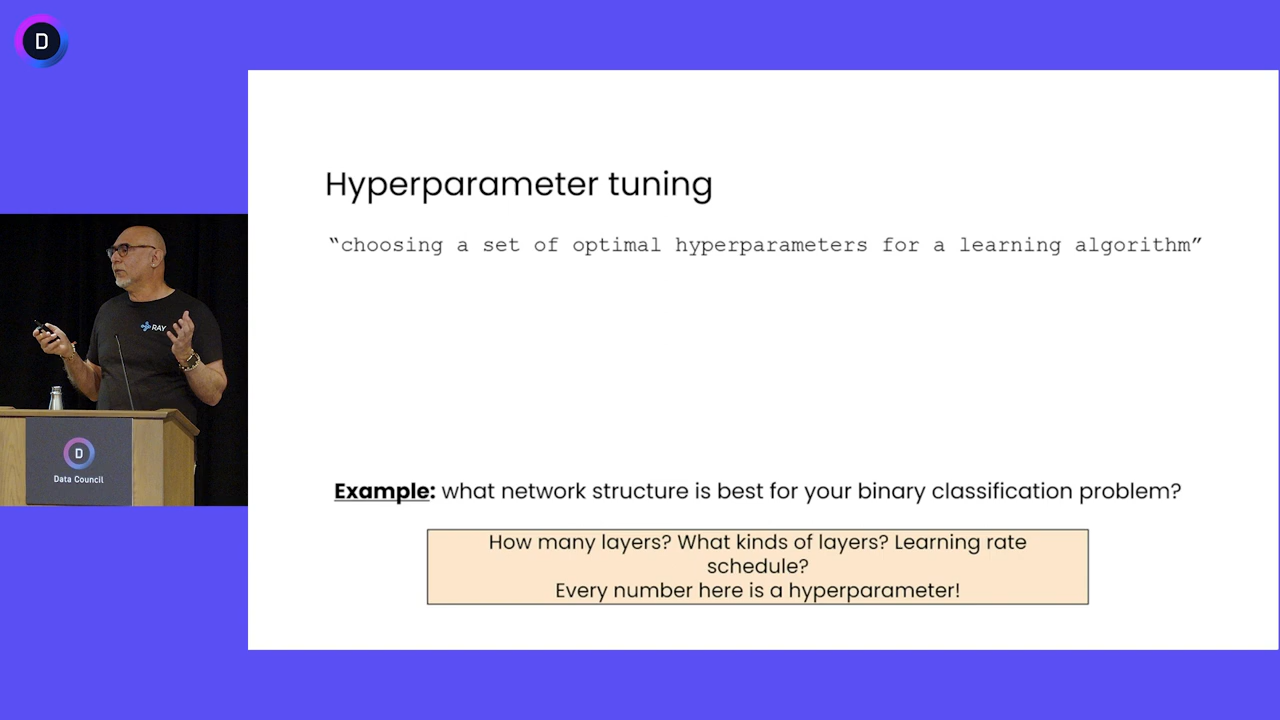 D
Hyperparameter tuning
“choosing a set of optimal hyperparameters for a learning algorithm”
RAY
D
Data Council
Example: what network structure is best for your binary classification problem?
How many layers? What kinds of layers? Learning rate
schedule?
Every number here is a hyperparameter!